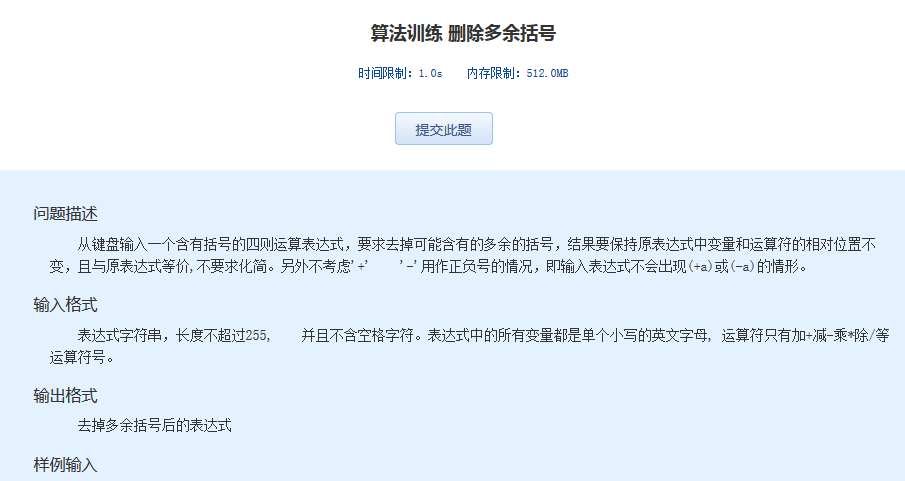 算法训练 删除多余括号
时间限制：1.0s 内存限制：512.0MB
提交此题
问题描述
从键盘输入一个含有括号的四则运算表达式，要求去掉可能含有的多余的括号，结果要保持原表达式中变量和运算符的相对位置不
变，且与原表达式等价,不要求化简。另外不考虑'+' '-'用作正负号的情况，即输入表达式不会出现(+a)或(-a)的情形。
输入格式
表达式字符串，长度不超过255, 并且不含空格字符。表达式中的所有变量都是单个小写的英文字母, 运算符只有加+减-乘*除/等
运算符号。
输出格式
去掉多余括号后的表达式
样例输入